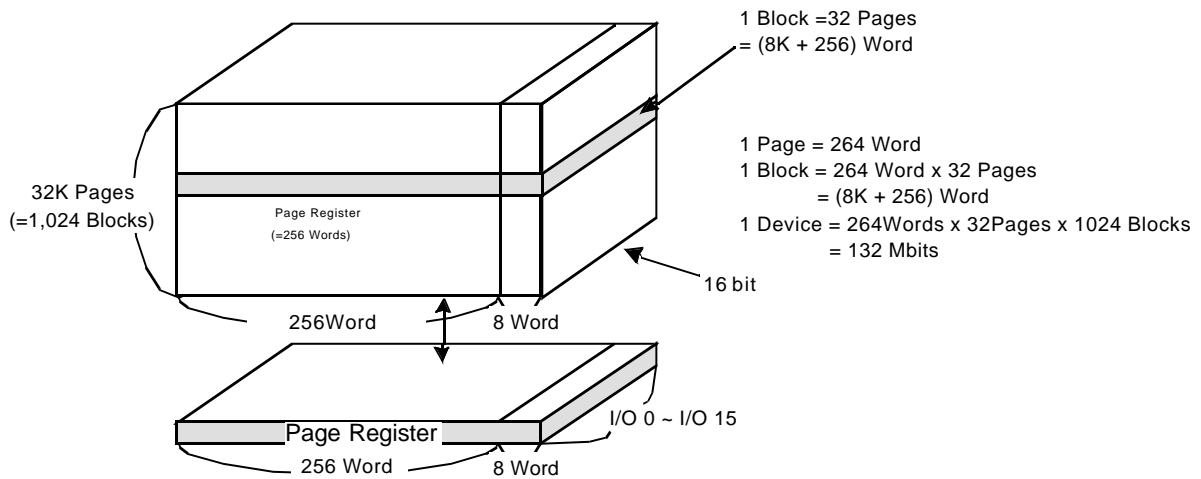 1 Block =32 Pages
= (8K + 256) Word
1 Page = 264 Word
1 Block = 264 Word x 32 Pages
= (8K + 256) Word
1 Device = 264Words x 32Pages x 1024 Blocks
= 132 Mbits
32K Pages
(=1,024 Blocks)
Page Register
(=256 Words)
16 bit
256Word
8 Word
I/O 0 ~ I/O 15
Page Register
256 Word
8 Word